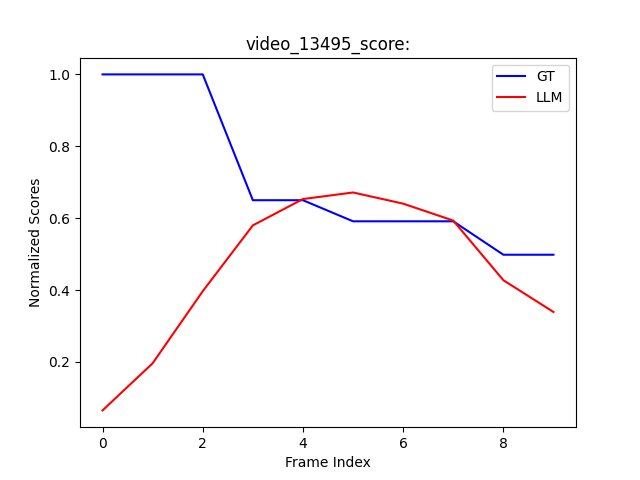 video_13495_score:
GT
LLM
Normalized Scores
1.0
0.8
0.6
0.4
0.2
0 2 4 6 8
Frame Index